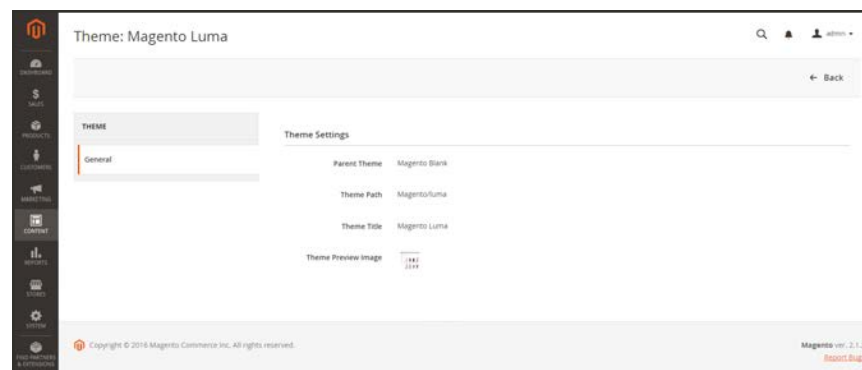 Theme: Magento Luma
admin
← Back
DASHBOARD
$
SALES
PRODUCTS
CUSTOMERS
MARKETING
CONTENT
REPORTS
STORES
SYSTEM
FIND PARTNERS
& EXTENSIONS
THEME
General
Theme Settings
Parent Theme Magento Blank
Theme Path Magento/luma
Theme Title Magento Luma
Theme Preview Image
Copyright © 2016 Magento Commerce Inc. All rights reserved.
Magento ver. 2.1.
Report Bug